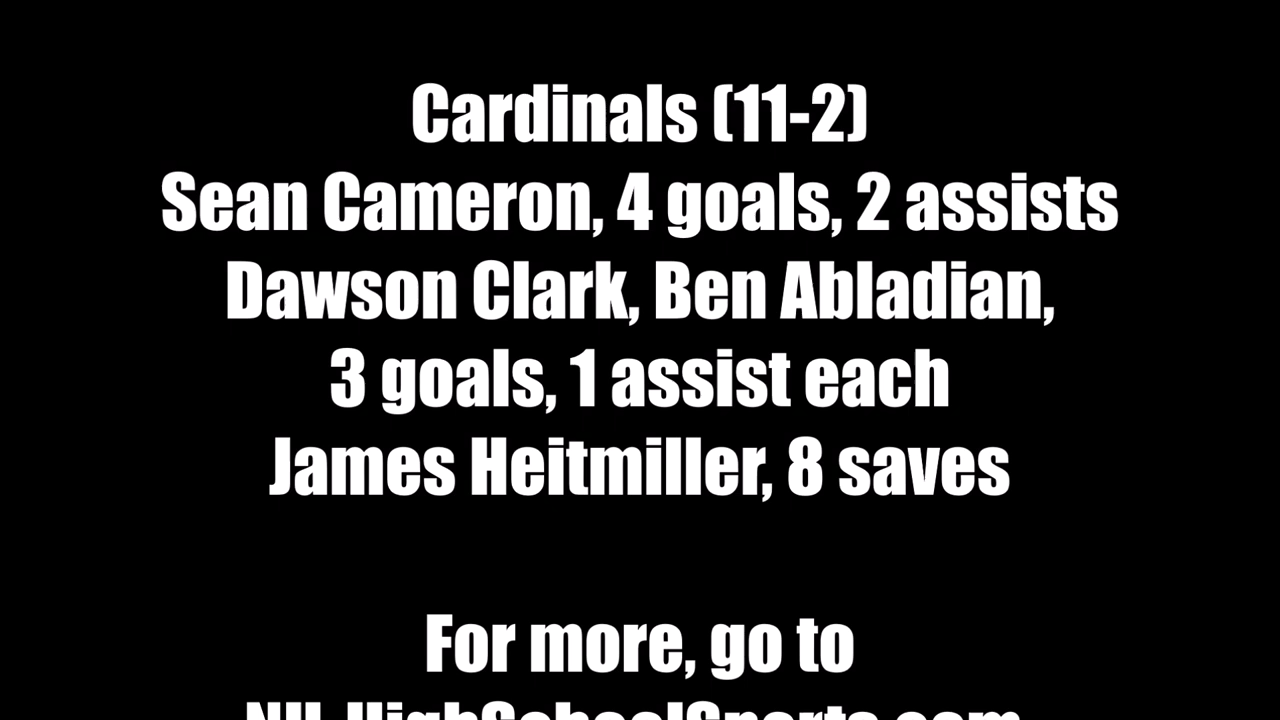 Cardinals (11-2)
Sean Cameron, 4 goals, 2 assists
Dawson Clark, Ben Abladian,
3 goals, 1 assist each
James Heitmiller, 8 saves
For more, go to